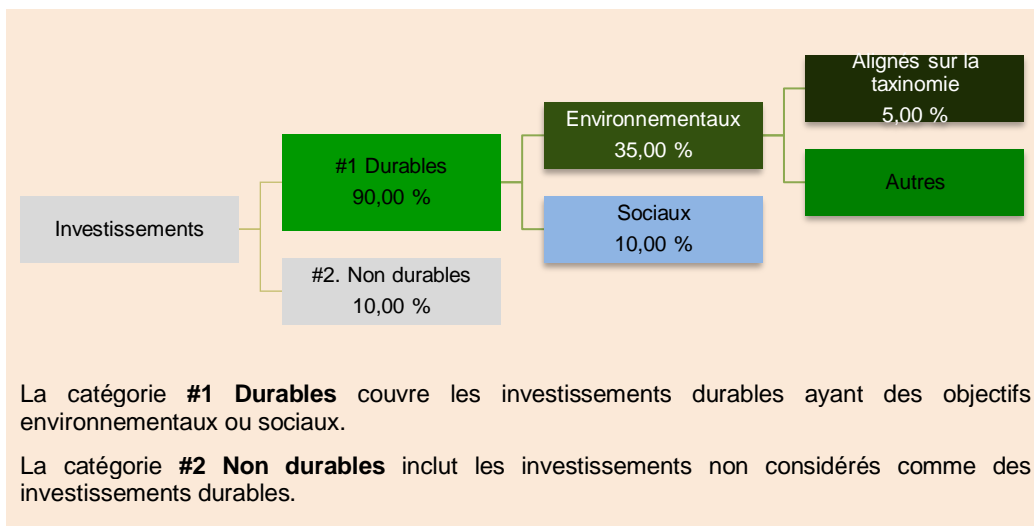 Investissements
#1 Durables
90,00 %
#2. Non durables
10,00 %
Environnementaux
35,00 %
Sociaux
10,00 %
Alignés sur la
taxinomie
5,00 %
Autres
La catégorie #1 Durables couvre les investissements durables ayant des objectifs
environnementaux ou sociaux.
La catégorie #2 Non durables inclut les investissements non considérés comme des
investissements durables.